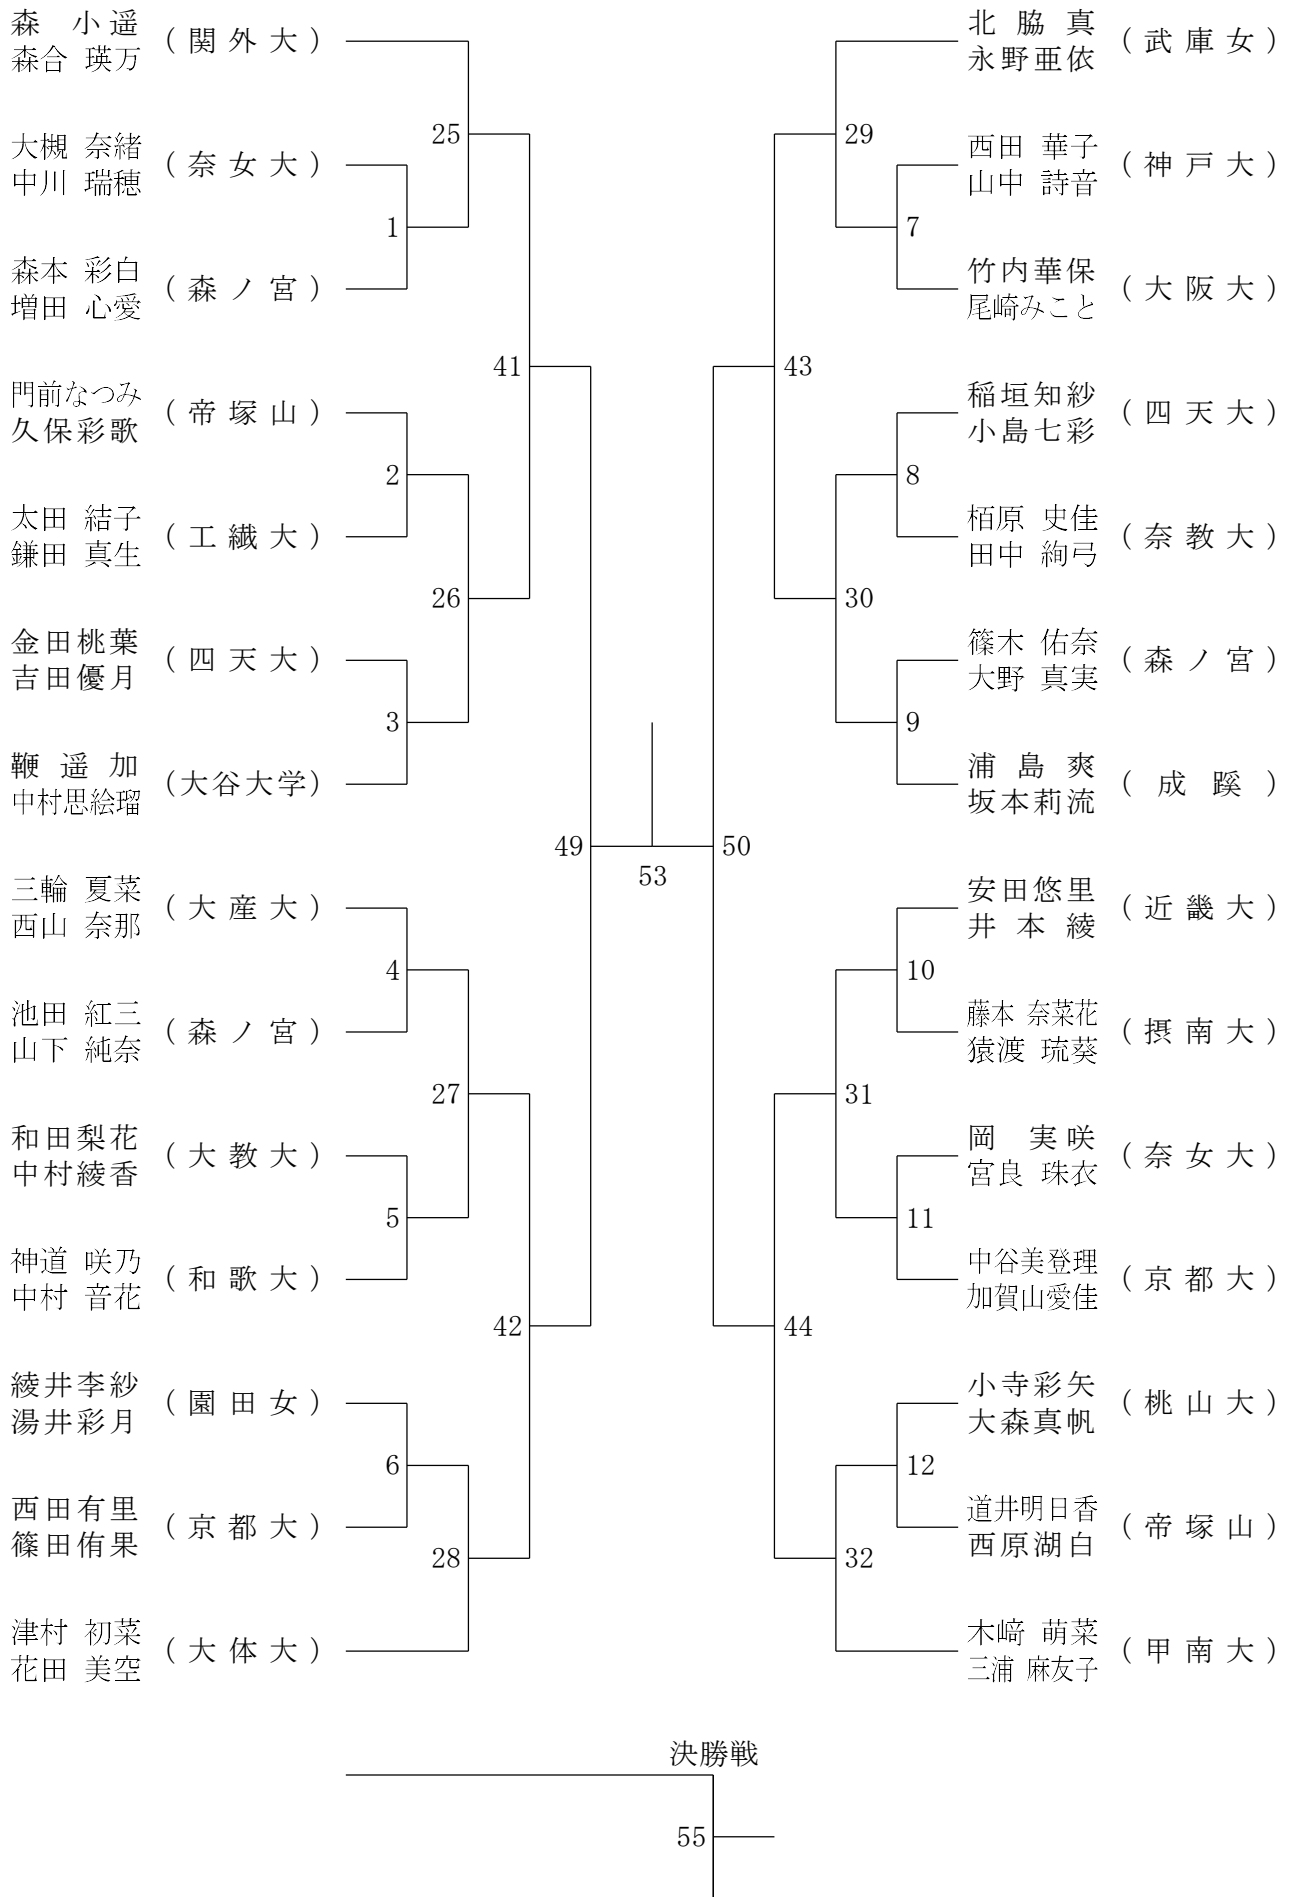 森 小遥
森合 瑛万
(関外大)
大槻 奈緒
中川 瑞穂
(奈女大)
森本 彩白
増田 心愛
(森ノ宮)
門前なつみ
久保彩歌
(帝塚山)
太田 結子
鎌田 真生
(工繊大)
金田桃葉
吉田優月
(四天大)
鞭遥加
中村思絵瑠
(大谷大学)
三輪 夏菜
西山 奈那
(大産大)
池田 紅三
山下 純奈
(森ノ宮)
和田梨花
中村綾香
(大教大)
神道 咲乃
中村 音花
(和歌大)
綾井李紗
湯井彩月
(園田女)
西田有里
篠田侑果
(京都大)
津村 初菜
花田 美空
(大体大)
25
1
41
2
26
3
49
4
27
5
42
6
28
53
29
7
43
8
30
9
50
10
31
11
44
12
32
北脇真
永野亜依
(武庫女)
西田 華子
山中 詩音
(神戸大)
竹内華保
尾崎みこと
(大阪大)
稲垣知紗
小島七彩
(四天大)
栢原 史佳
田中 絢弓
(奈教大)
篠木 佑奈
大野 真実
(森ノ宮)
浦島爽
坂本莉流
(成蹊)
安田悠里
井本綾
(近畿大)
藤本 奈菜花
猿渡 琉葵
(摂南大)
岡 実咲
宮良 珠衣
(奈女大)
中谷美登理
加賀山愛佳
(京都大)
小寺彩矢
大森真帆
(桃山大)
道井明日香
西原湖白
(帝塚山)
木﨑 萌菜
三浦 麻友子
(甲南大)
決勝戦
55